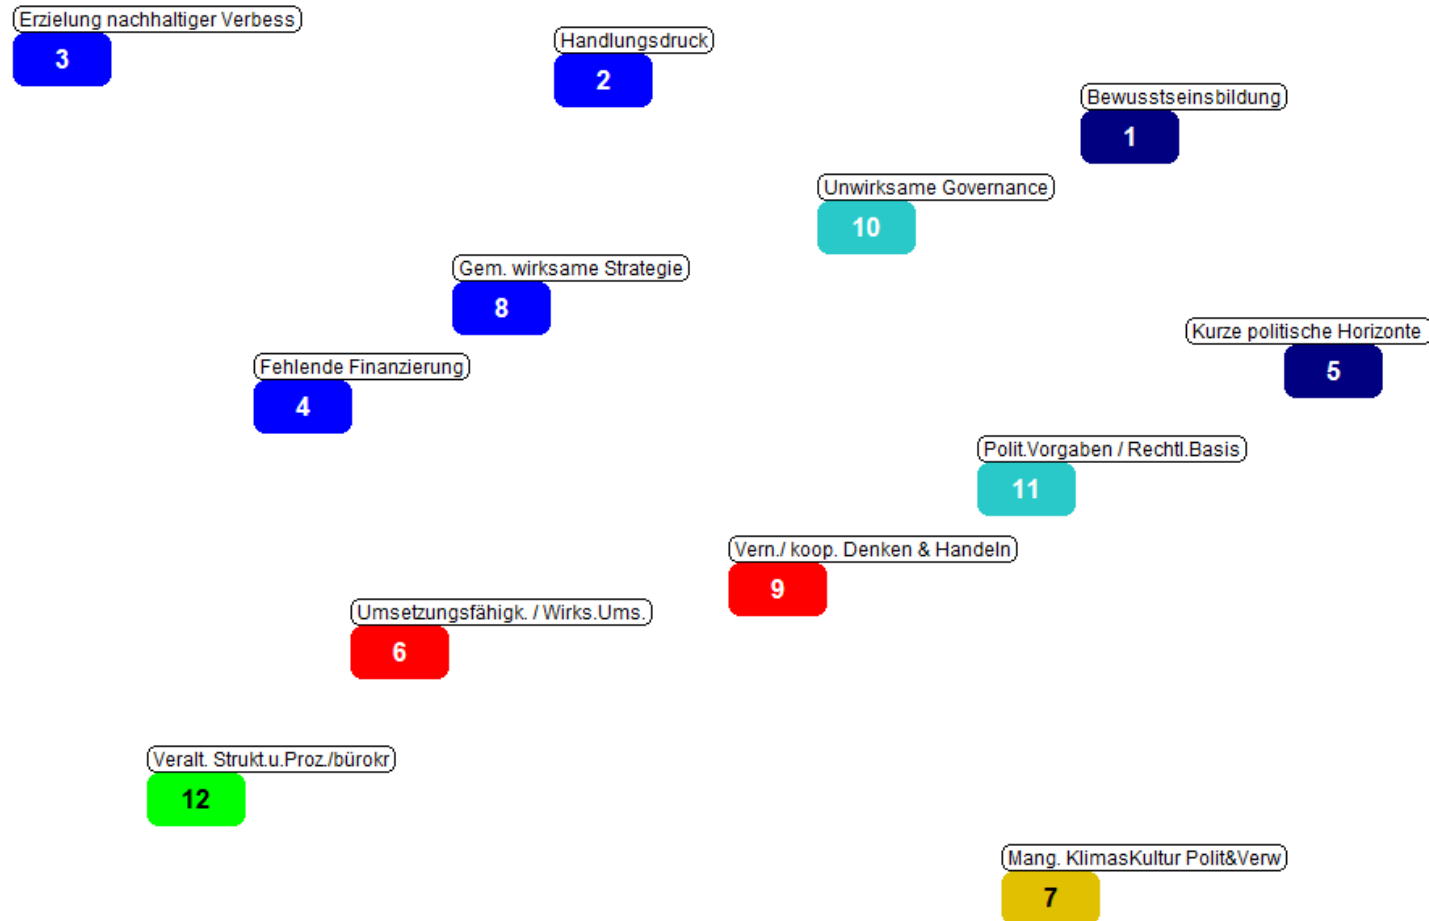 Erzielung nachhaltiger Verbess
3
Handlungsdruck
2
Bewusstseinsbildung
1
Unwirksame Governance
10
Gem. wirksame Strategie
8
Kurze politische Horizonte
5
Fehlende Finanzierung
4
Polit.Vorgaben / Rechtl.Basis
11
Vern./ koop. Denken & Handeln
9
Umsetzungsfähigk. / Wirks.Ums.
6
Veralt. Strukt.u.Proz./bürokr
12
Mang. KlimasKultur Polit&Verw
7